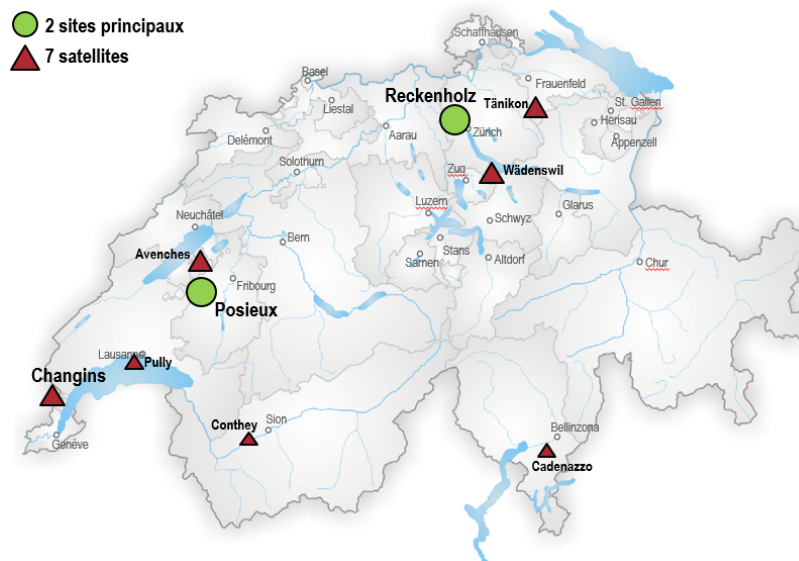 2 sites principaux
7 satellites
Schaffhausen
Basel
Frauenfeld
Reckenholz
Tänikon
Liestal
St. Gallen
Herisau
Zürich
Aarau
Delémont
Appenzell
Solothurn
Zug
Wädenswil
Luzern
Neuchâtel
Schwyz
Glarus
Bern
Stans
Avenches
Sarnen
Altdorf
Chur
Fribourg
Posieux
Lausanne
Pully
Changins
Conthey
Sion
Bellinzona
Genève
Cadenazzo